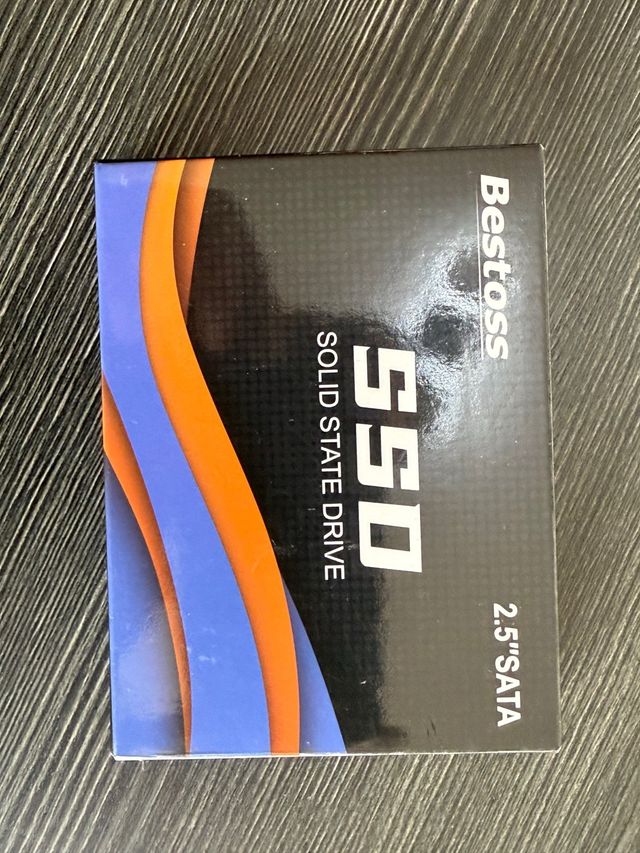 Bestoss
2.5"SATA
SSD
SOLID STATE DRIVE